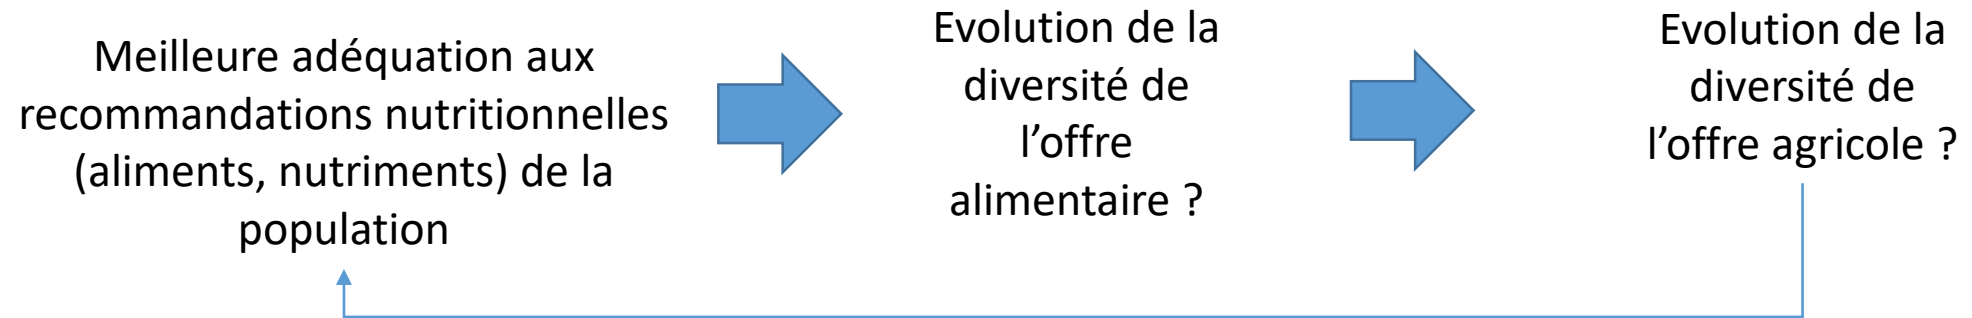 Meilleure adéquation aux
recommandations nutritionnelles
(aliments, nutriments) de la
population
Evolution de la
diversité de
l’offre
alimentaire ?
Evolution de la
diversité de
l’offre agricole ?